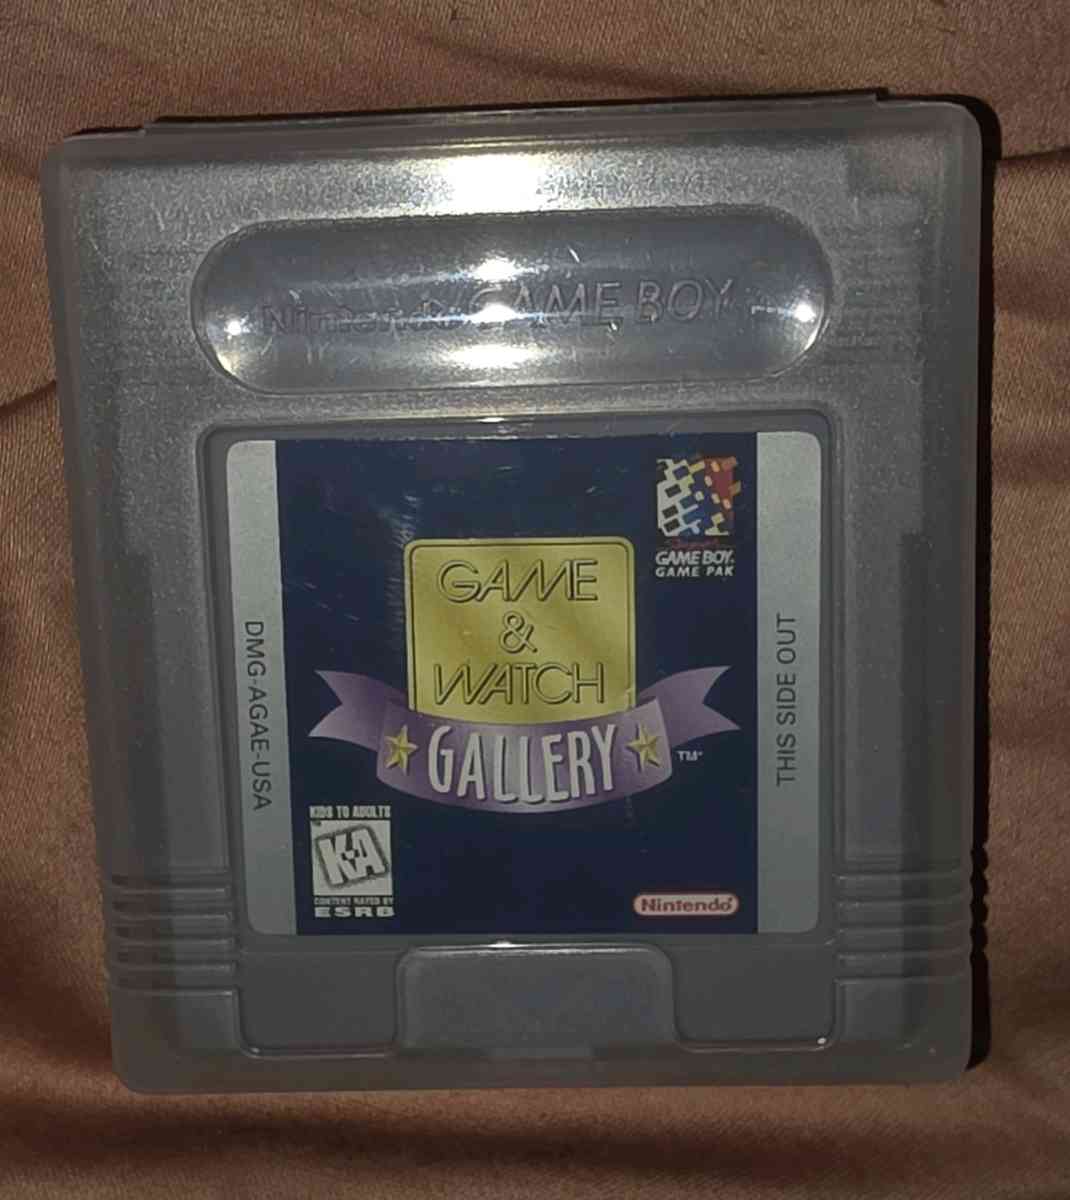 Nintendo GAME BOY
GAME BOY
GAME PAK
GAME
&
WATCH
GALLERY
TM
DMG-AGAE-USA
THIS SIDE OUT
KIDS TO ADULTS
K-A
CONTENT RATED BY
ESRB
Nintendo